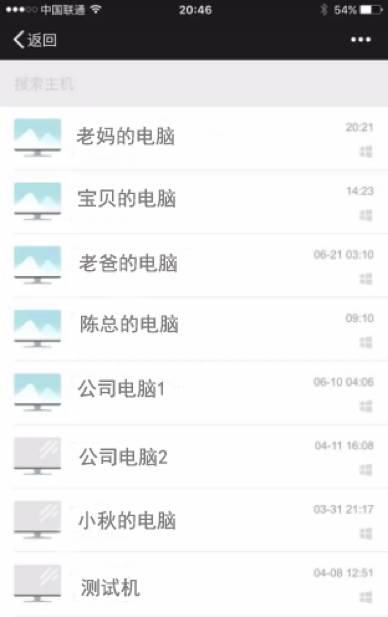 中国联通 20:46 54%
返回
搜索主机
老妈的电脑 20:21
宝贝的电脑 14:23
老爸的电脑 06-21 03:10
陈总的电脑 09:10
公司电脑1 06-10 04:06
公司电脑2 04-11 16:08
小秋的电脑 03-31 21:17
测试机 04-08 12:51